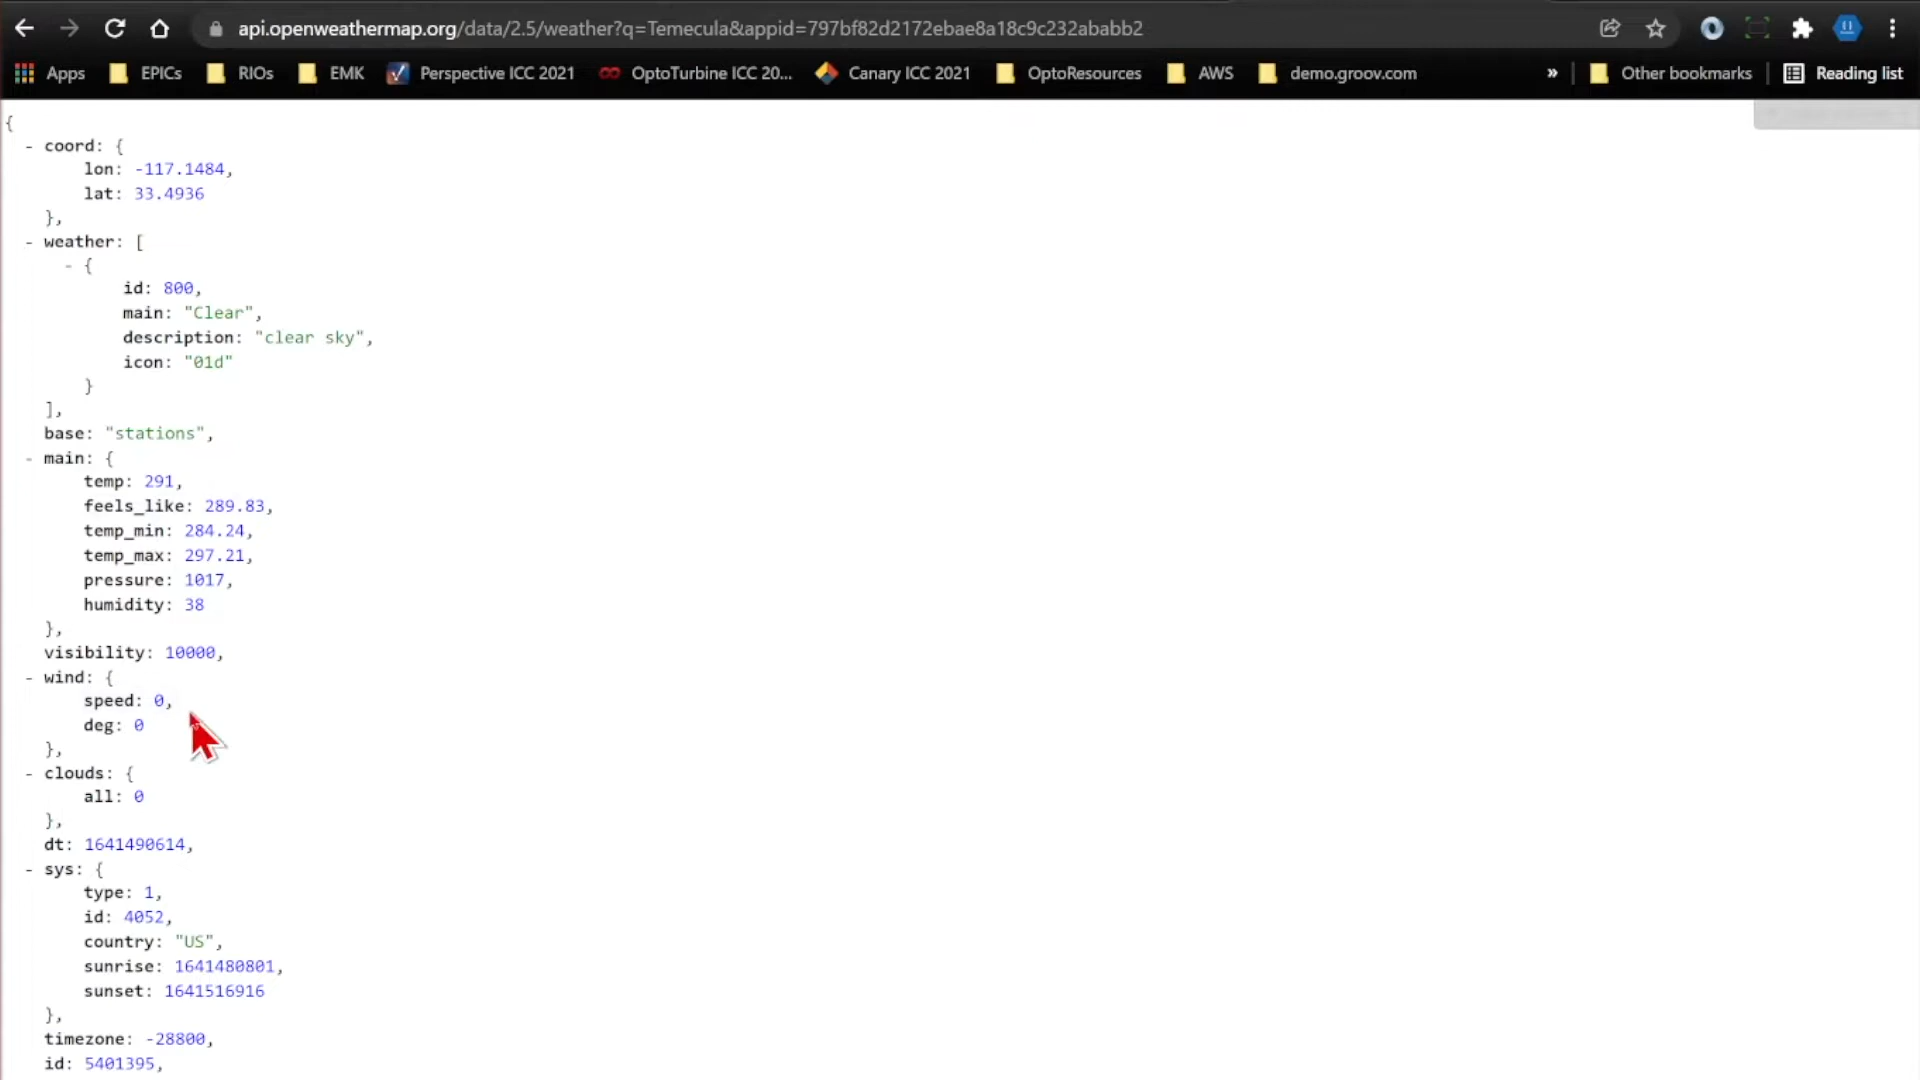 api.openweathermap.org/data/2.5/weather?q=Temecula&appid=797bf82d2172ebae8a18c9c232ababb2
Apps EPICs RIOs EMK Perspective ICC 2021 OptoTurbine ICC 20... Canary ICC 2021 OptoResources AWS demo.groov.com » Other bookmarks Reading list
{
- coord: {
lon: -117.1484,
lat: 33.4936
},
- weather: [
- {
id: 800,
main: "Clear",
description: "clear sky",
icon: "01d"
}
],
base: "stations",
- main: {
temp: 291,
feels_like: 289.83,
temp_min: 284.24,
temp_max: 297.21,
pressure: 1017,
humidity: 38
},
visibility: 10000,
- wind: {
speed: 0,
deg: 0
},
- clouds: {
all: 0
},
dt: 1641490614,
- sys: {
type: 1,
id: 4052,
country: "US",
sunrise: 1641480801,
sunset: 1641516916
},
timezone: -28800,
id: 5401395,